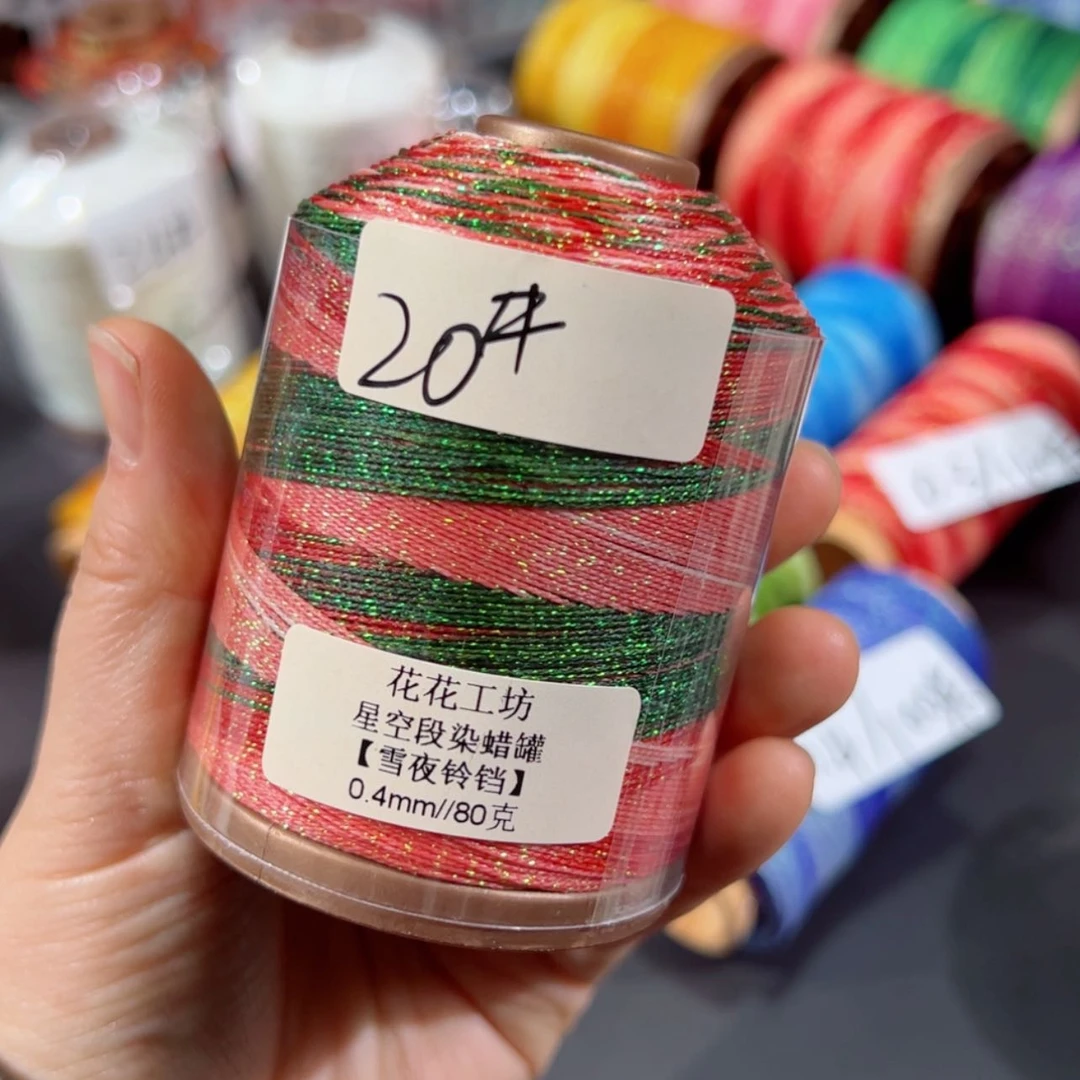 20#
花花工坊
星空段染蜡罐
【雪夜铃铛】
0.4mm//80克